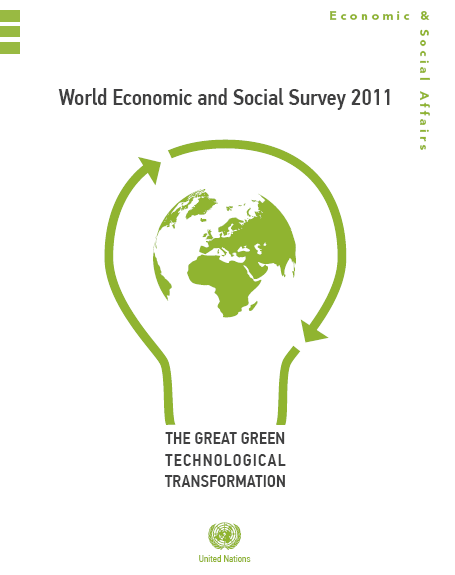 Economic &
Social Affairs
World Economic and Social Survey 2011
THE GREAT GREEN
TECHNOLOGICAL
TRANSFORMATION
United Nations